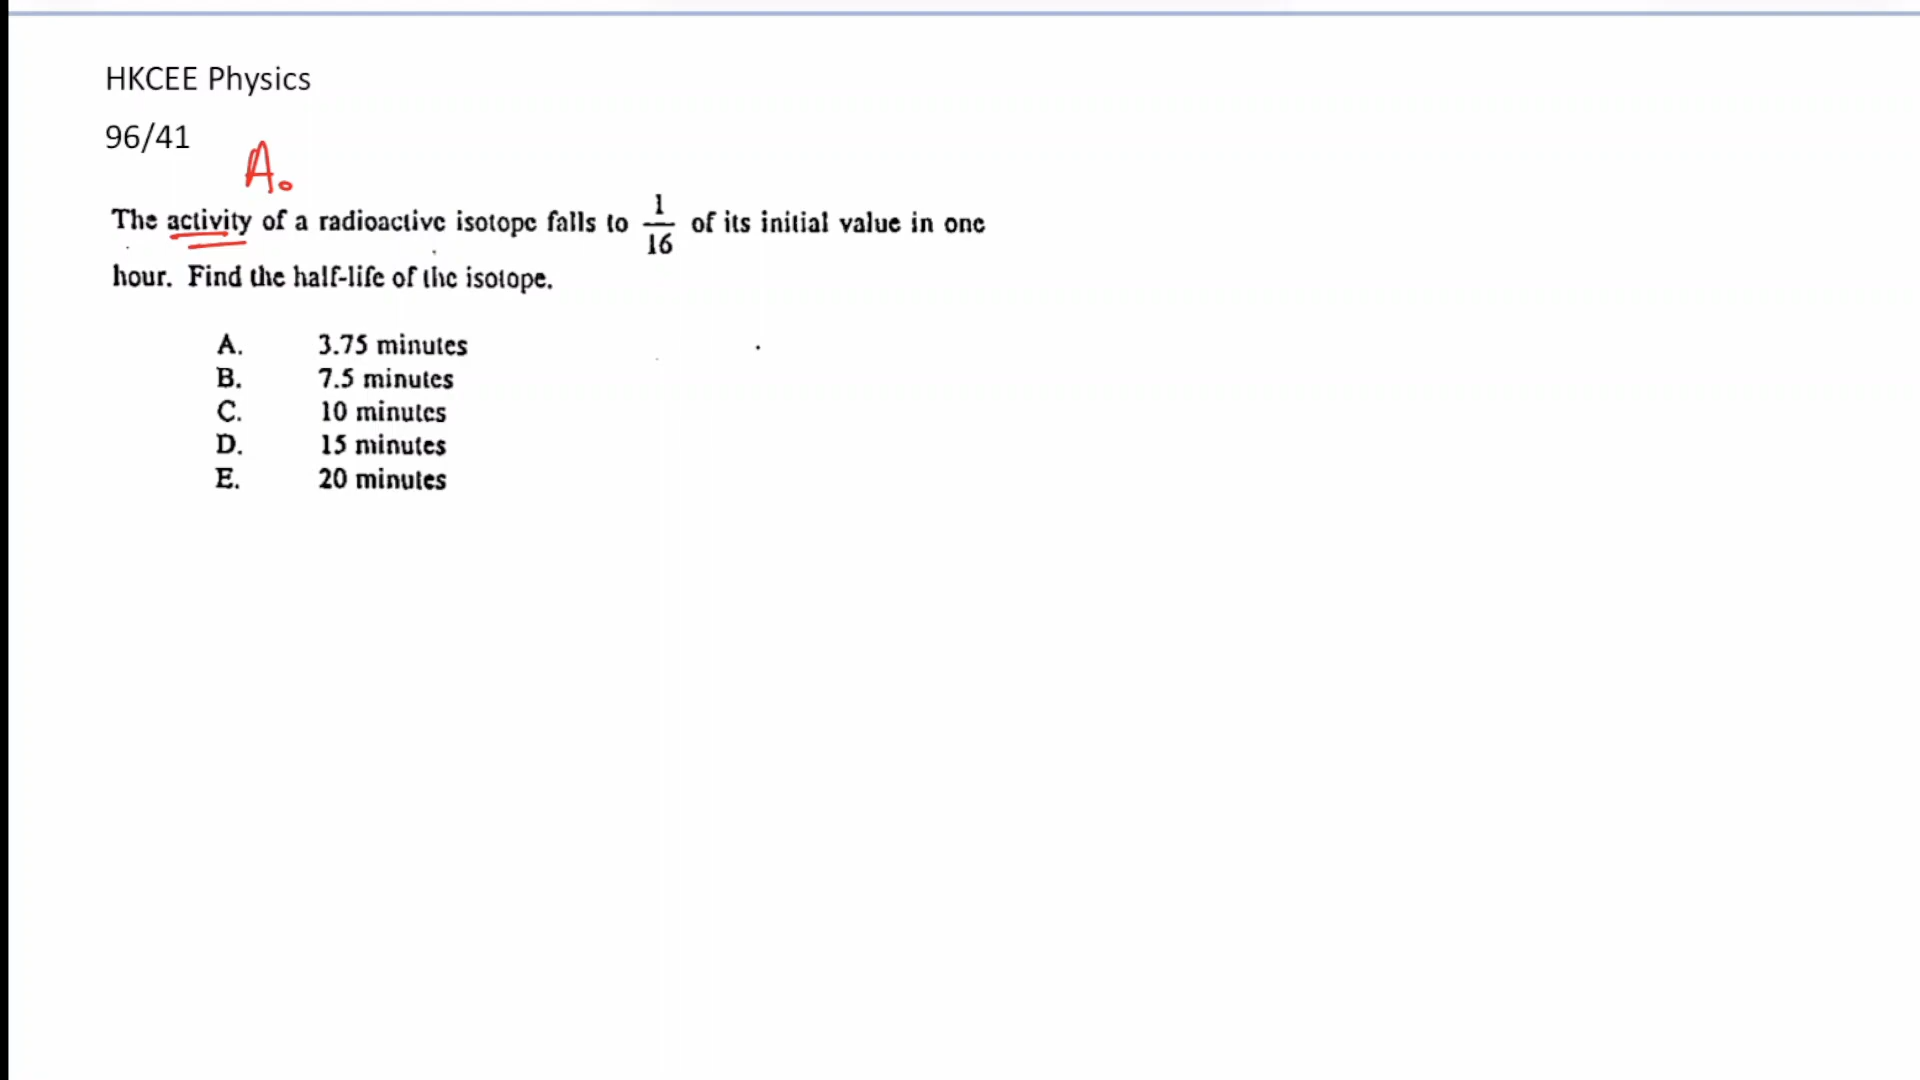 HKCEE Physics
96/41
A₀
The activity of a radioactive isotope falls to 1/16 of its initial value in one
hour. Find the half-life of the isotope.
A. 3.75 minutes
B. 7.5 minutes
C. 10 minutes
D. 15 minutes
E. 20 minutes